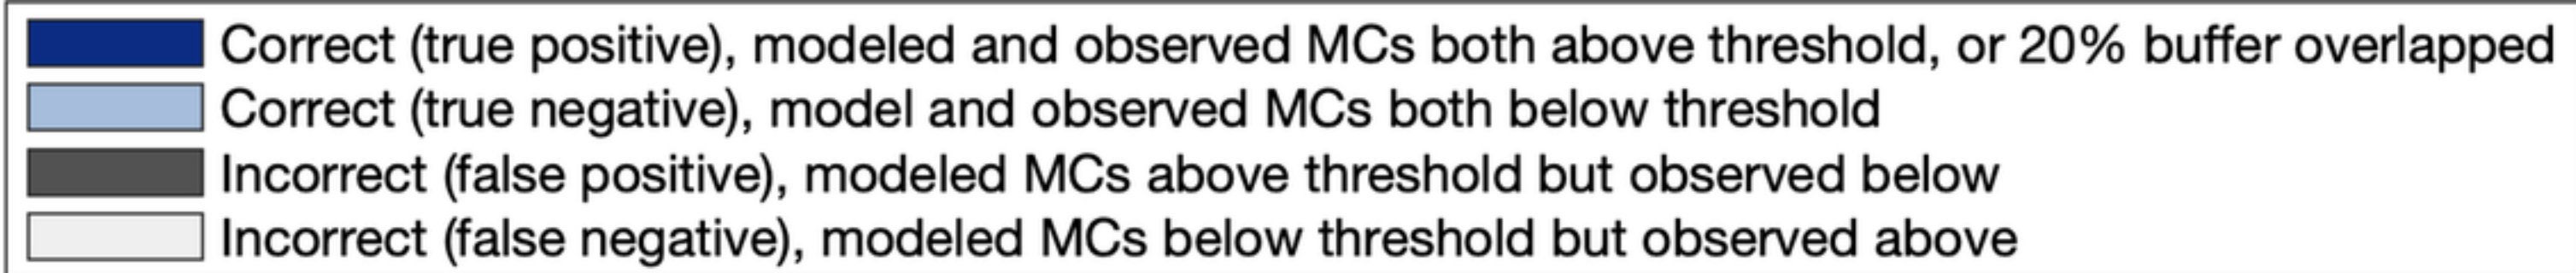 Correct (true positive), modeled and observed MCs both above threshold, or 20% buffer overlapped
Correct (true negative), model and observed MCs both below threshold
Incorrect (false positive), modeled MCs above threshold but observed below
Incorrect (false negative), modeled MCs below threshold but observed above